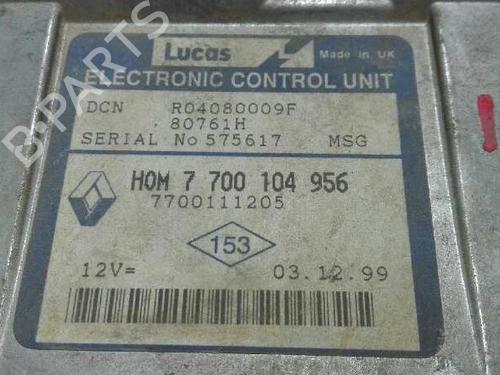 Lucas Made in UK
ELECTRONIC CONTROL UNIT
DCN R04080009F
80761H
SERIAL No 575617 MSG
HOM 7 700 104 956
7700111205
153
12V= 03.12.99
B-PARTS